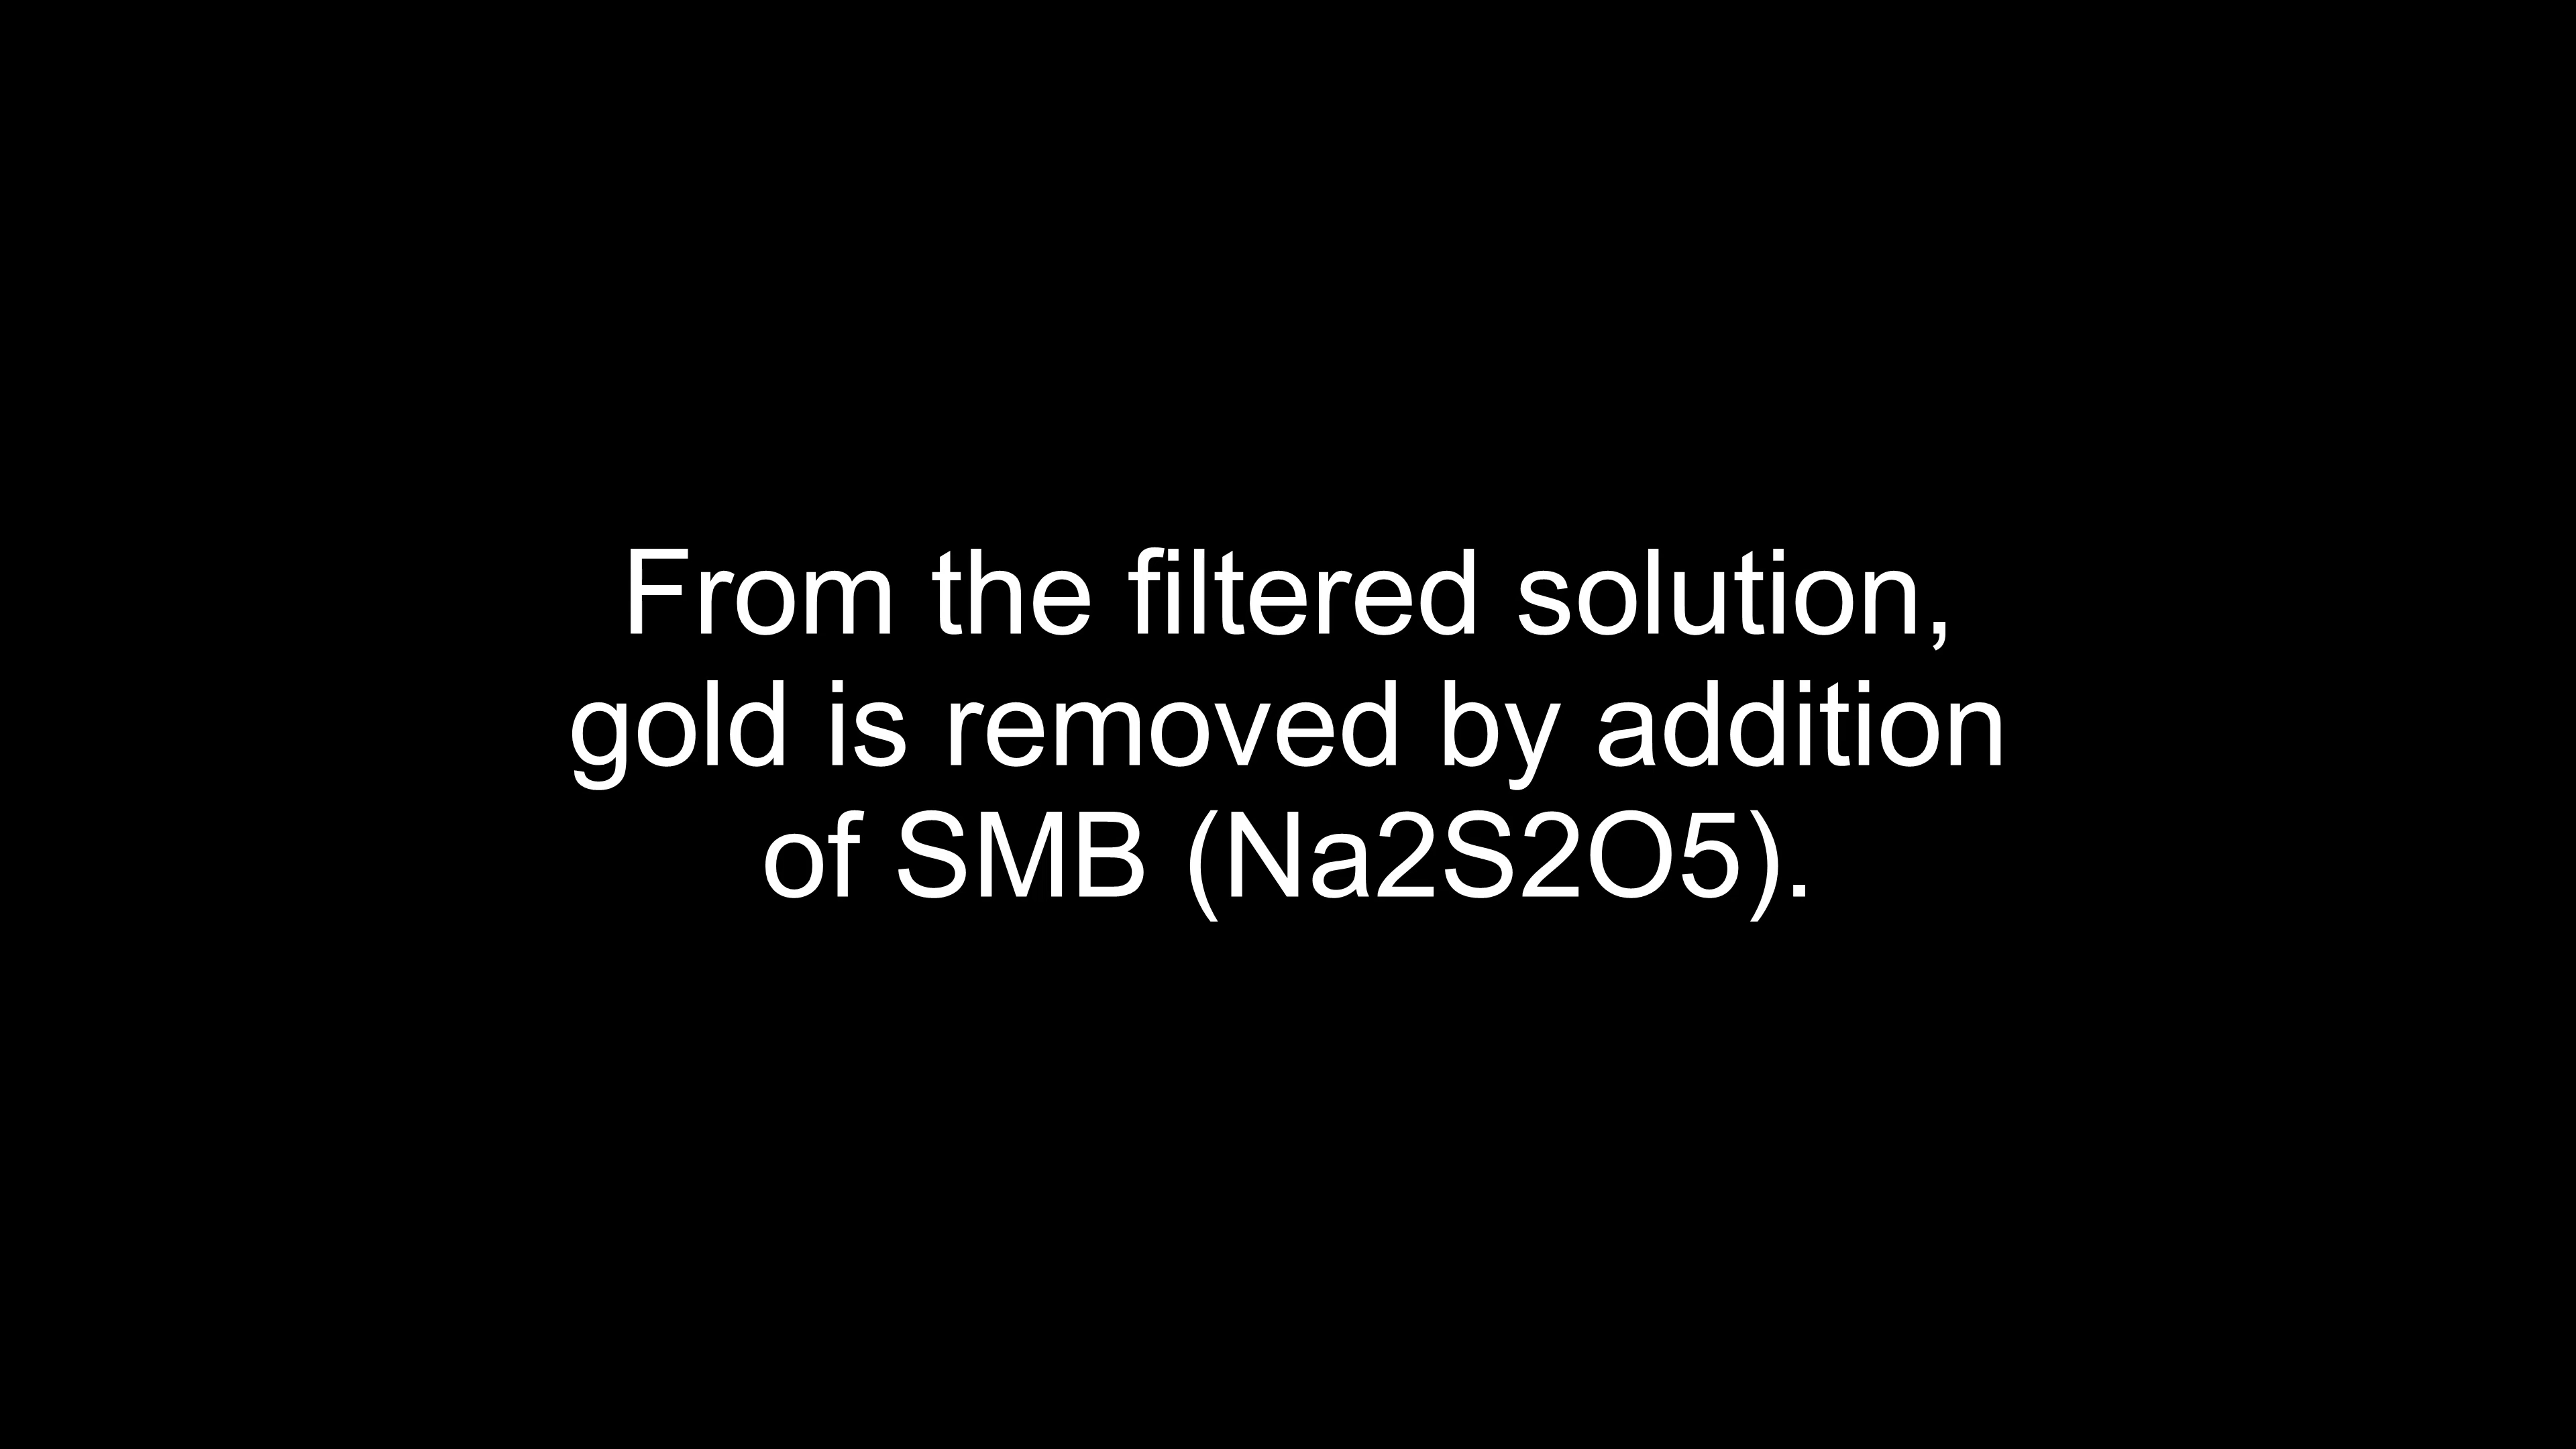 From the filtered solution,
gold is removed by addition
of SMB (Na2S2O5).